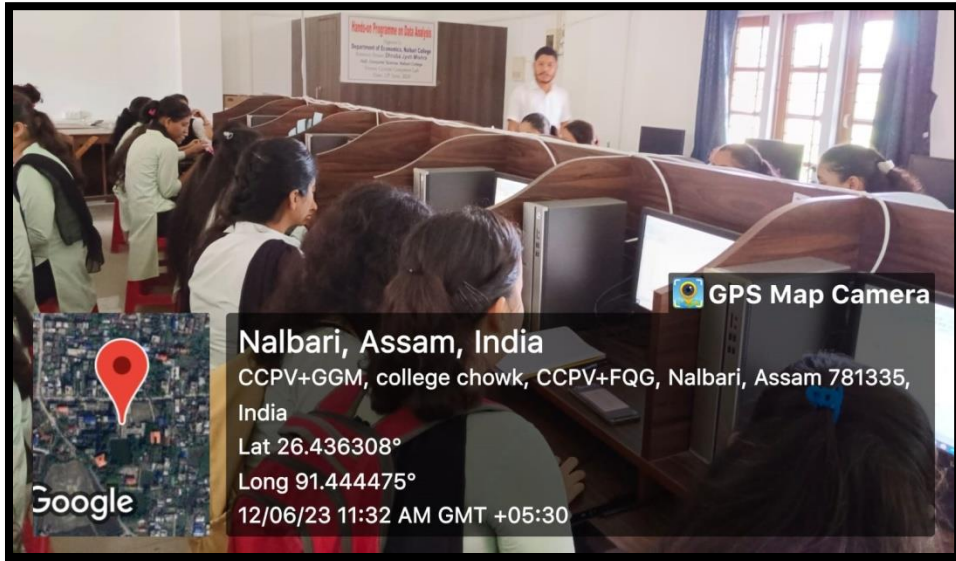 Hands-on Programme on Data Analysis
Department of Economics, Nalbari College
GPS Map Camera
Nalbari, Assam, India
CCPV+GGM, college chowk, CCPV+FQG, Nalbari, Assam 781335,
India
Lat 26.436308°
Long 91.444475°
12/06/23 11:32 AM GMT +05:30
Google